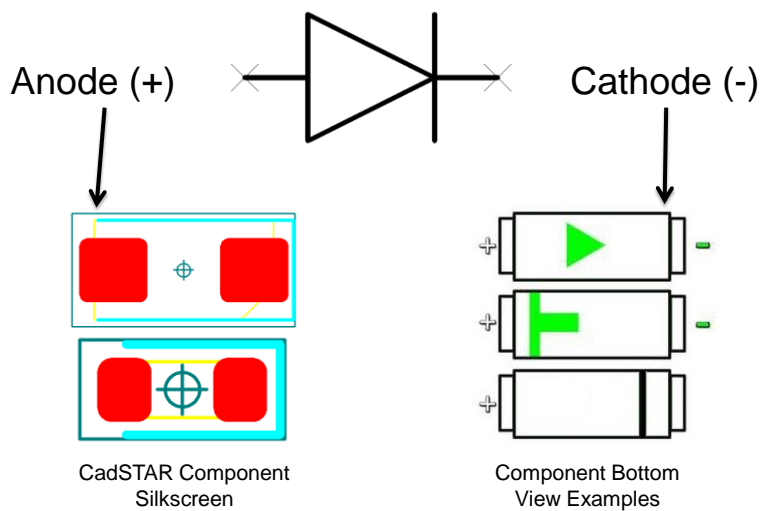 Anode (+)
Cathode (-)
+
-
+
-
+
CadSTAR Component
Silkscreen
Component Bottom
View Examples